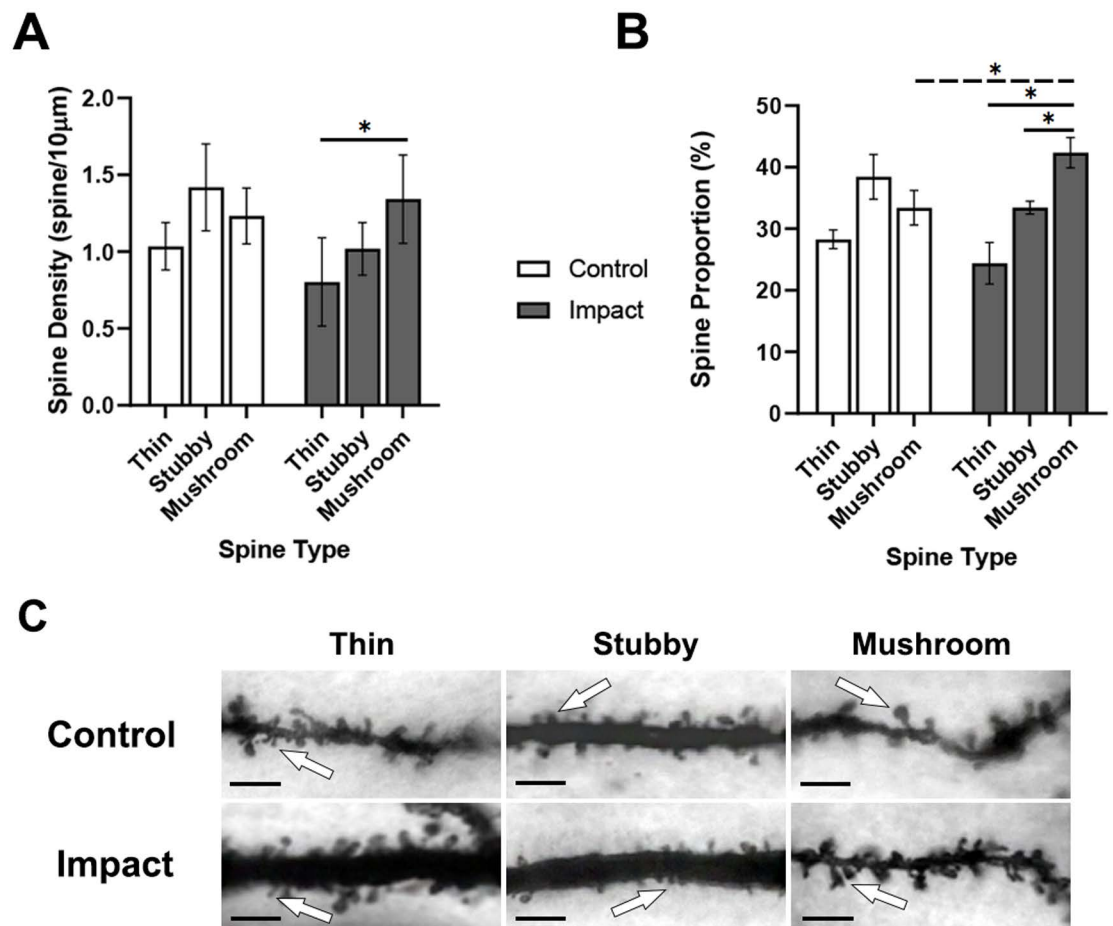 A
B
Spine Density (spine/10μm)
2.0
1.5
1.0
0.5
0.0
*
Thin
Stubby
Mushroom
Thin
Stubby
Mushroom
Spine Type
Control
Impact
Spine Proportion (%)
50
40
30
20
10
0
*
*
*
Thin
Stubby
Mushroom
Thin
Stubby
Mushroom
Spine Type
C
Thin Stubby Mushroom
Control
Impact